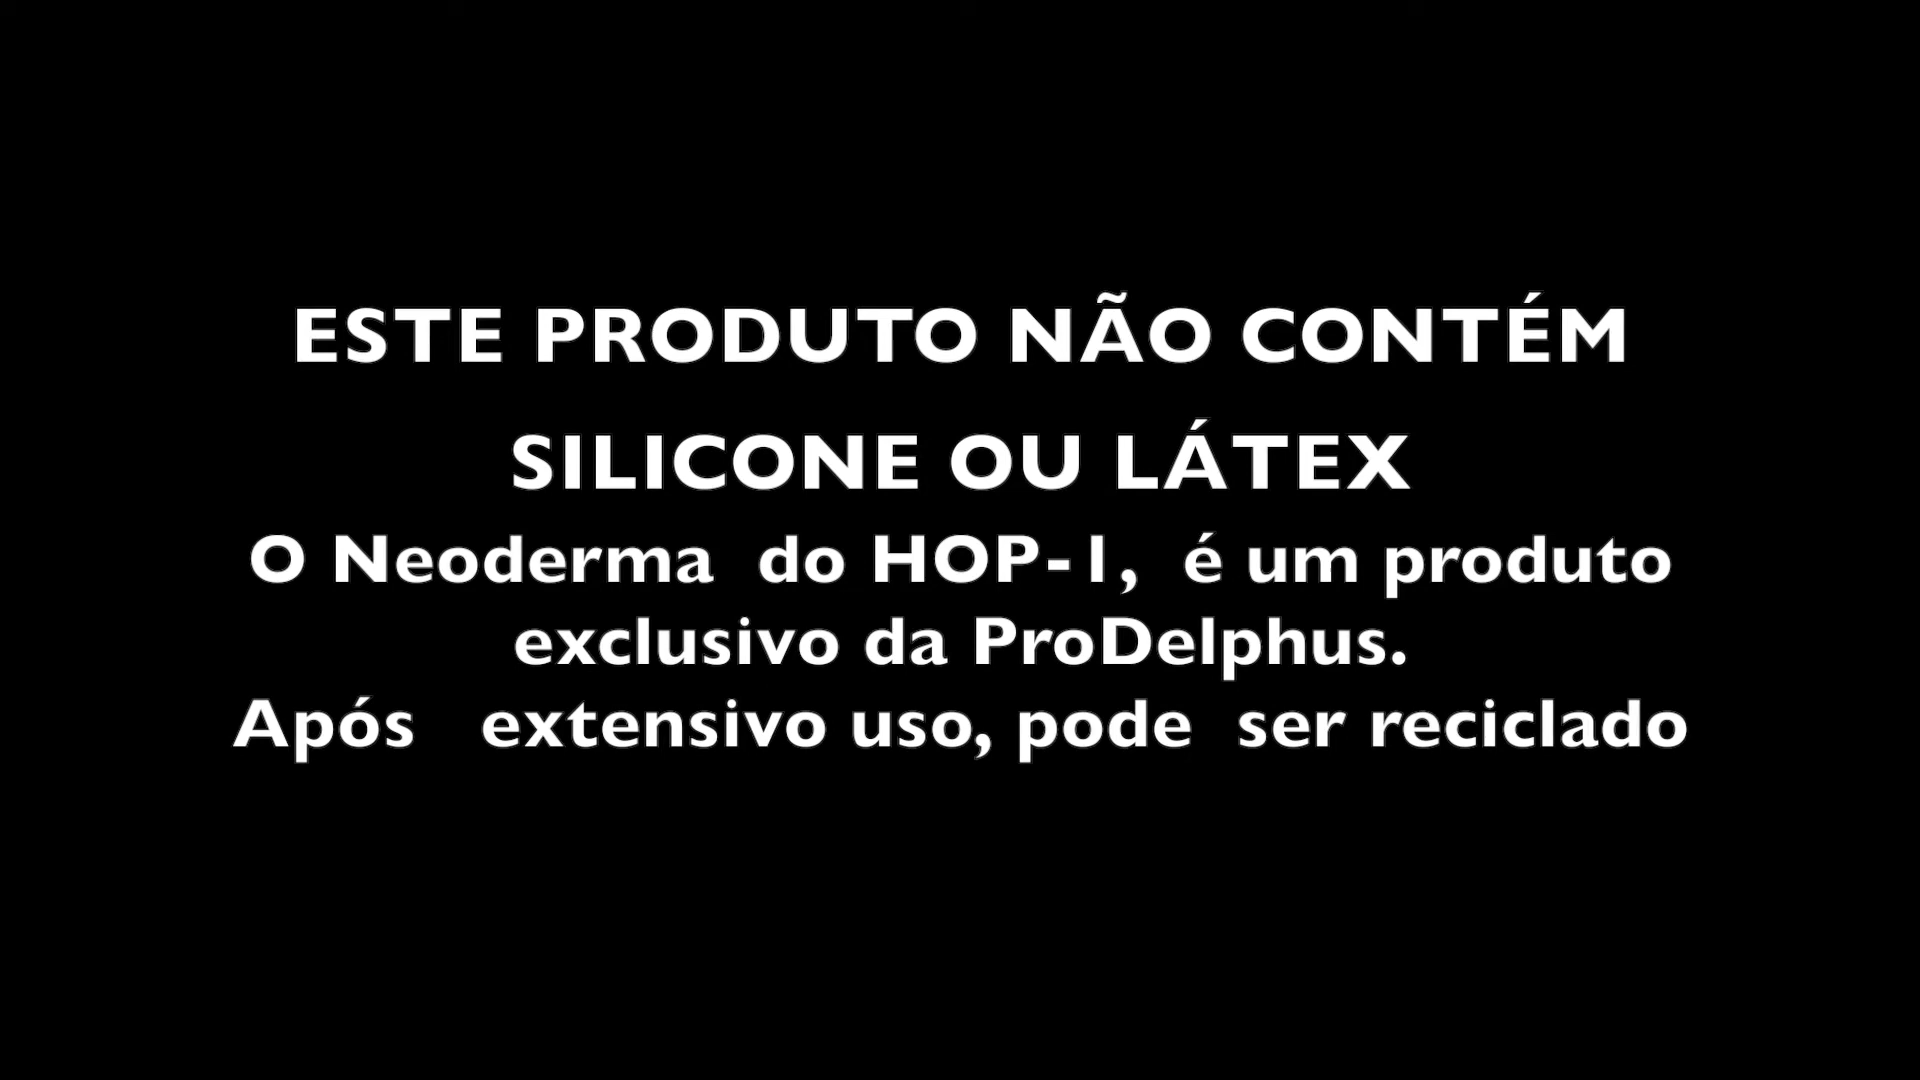 ESTE PRODUTO NÃO CONTÉM
SILICONE OU LÁTEX
O Neoderma do HOP-1, é um produto
exclusivo da ProDelphus.
Após extensivo uso, pode ser reciclado